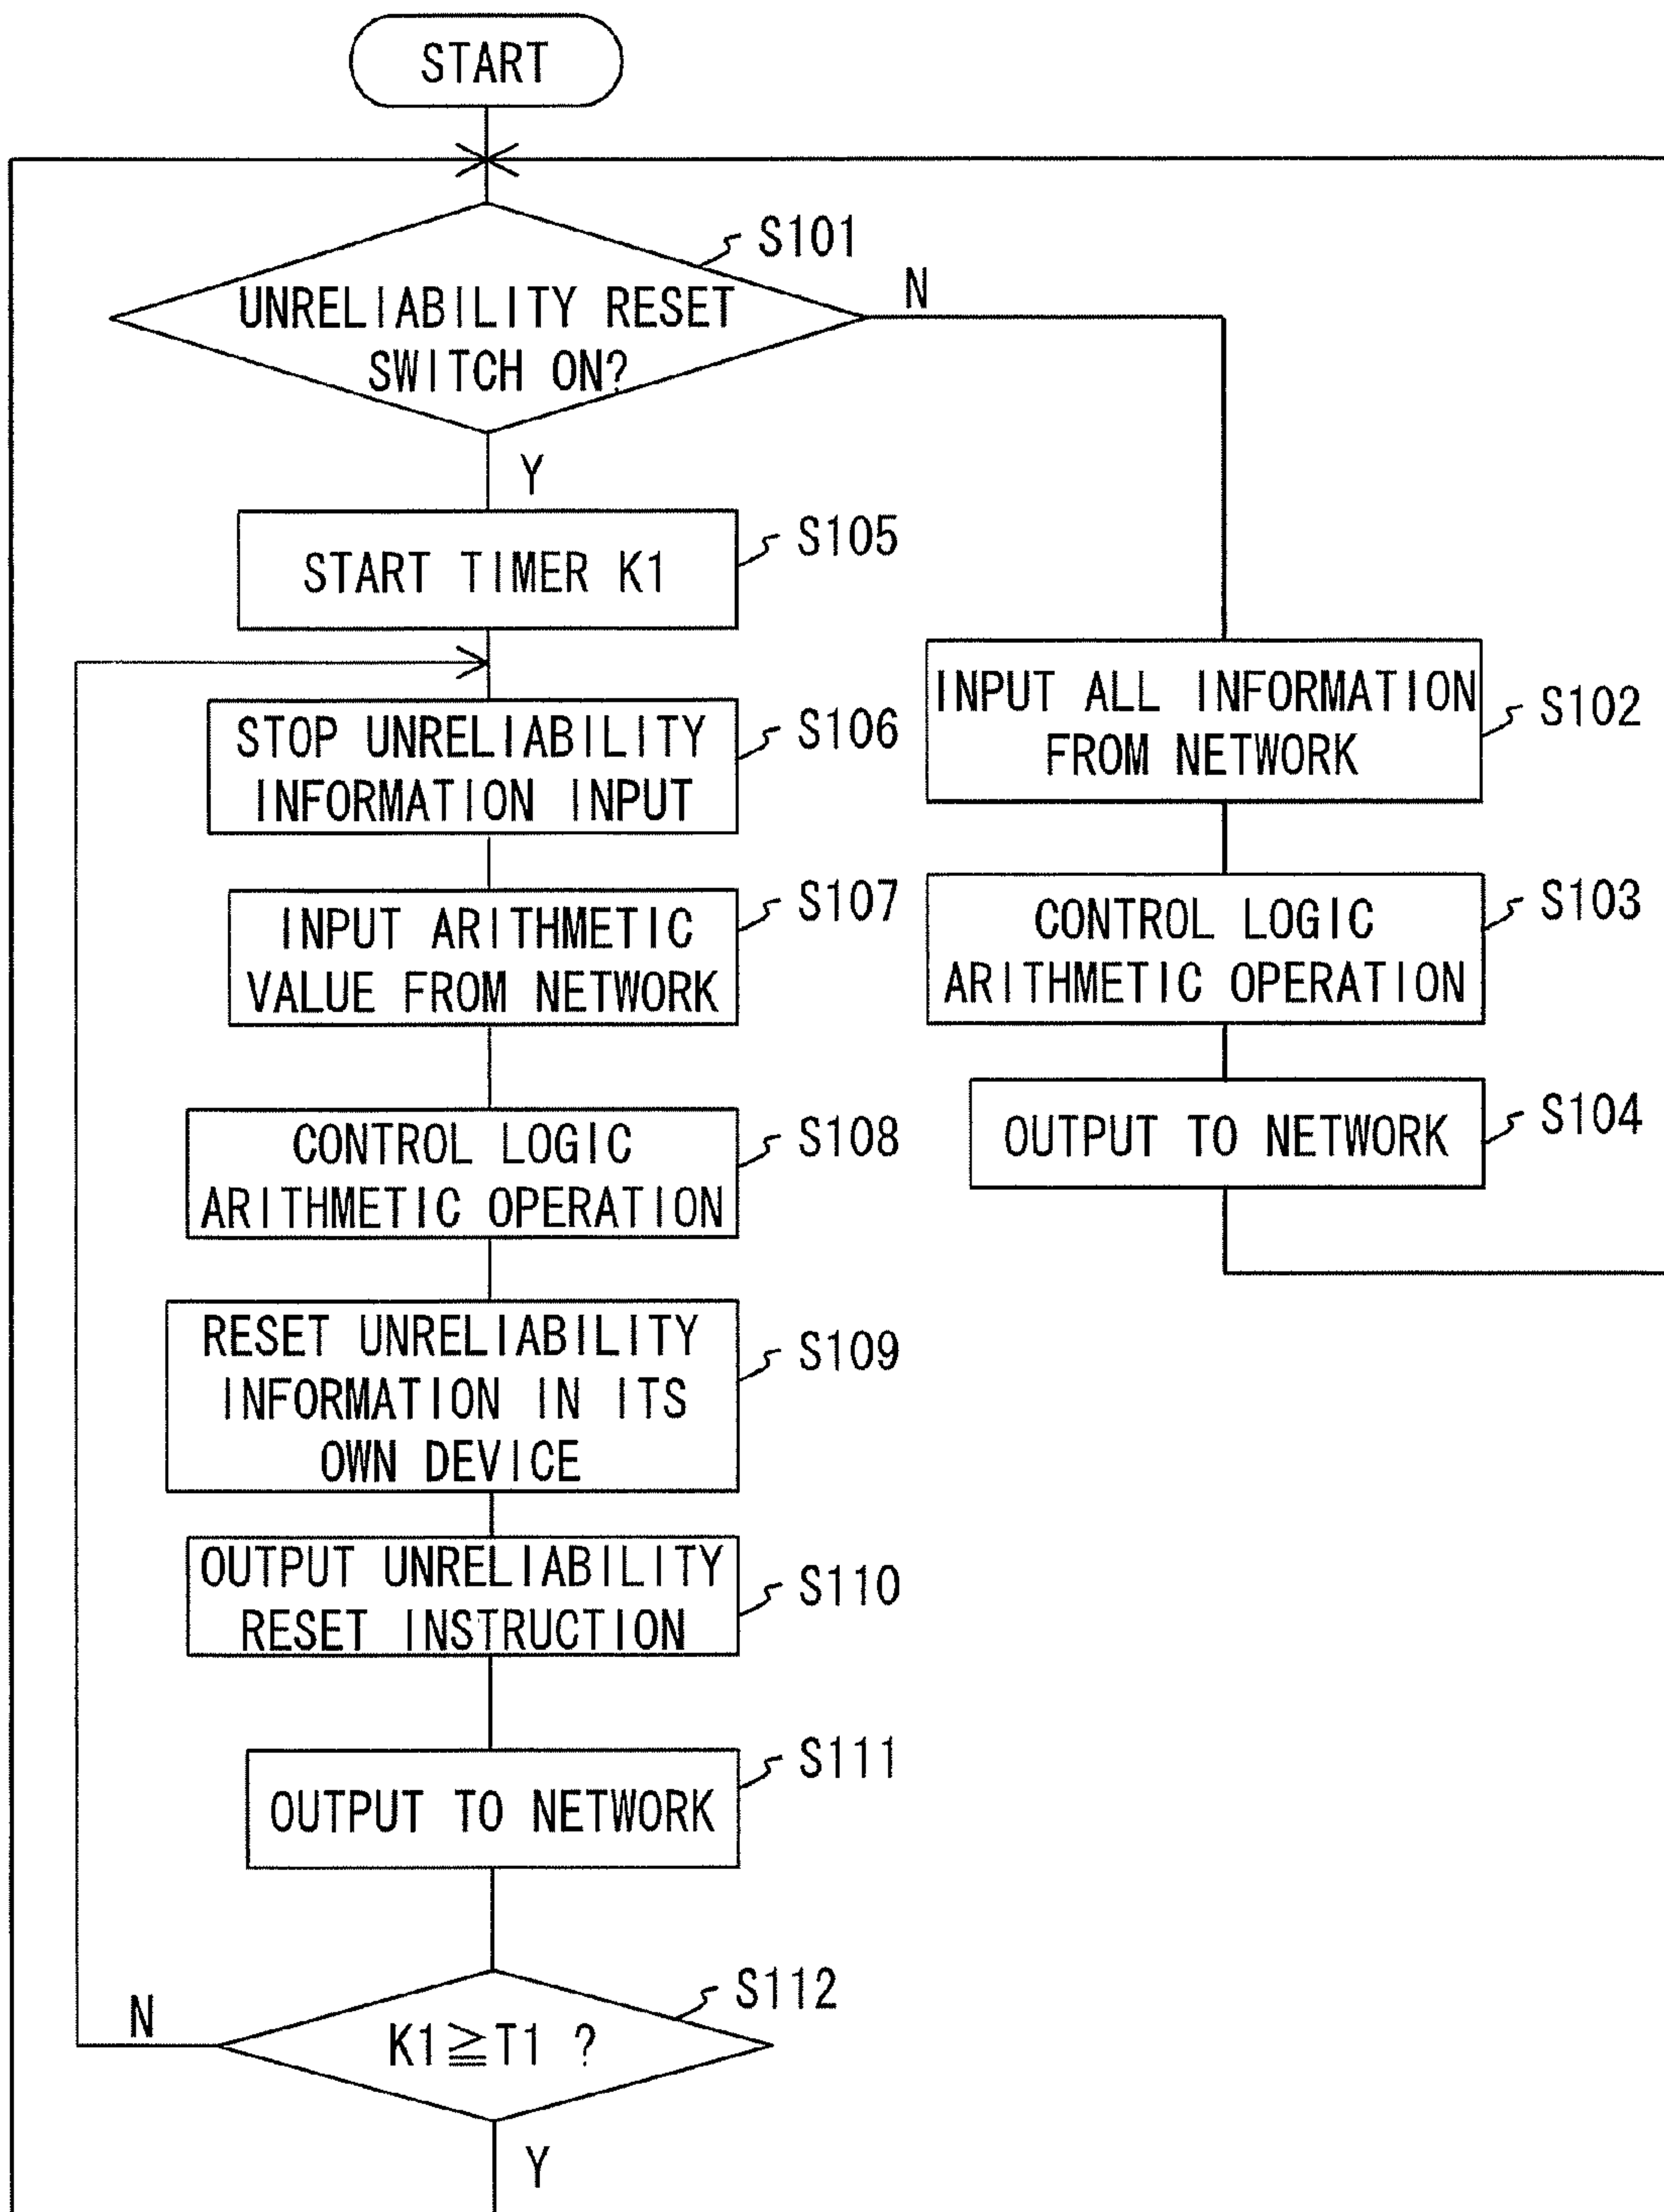 START
S101
UNRELIABILITY RESET
SWITCH ON?
N
Y
START TIMER K1
S105
STOP UNRELIABILITY
INFORMATION INPUT
S106
INPUT ARITHMETIC
VALUE FROM NETWORK
S107
CONTROL LOGIC
ARITHMETIC OPERATION
S108
RESET UNRELIABILITY
INFORMATION IN ITS
OWN DEVICE
S109
OUTPUT UNRELIABILITY
RESET INSTRUCTION
S110
OUTPUT TO NETWORK
S111
S112
K1≧T1 ?
N
Y
INPUT ALL INFORMATION
FROM NETWORK
S102
CONTROL LOGIC
ARITHMETIC OPERATION
S103
OUTPUT TO NETWORK
S104